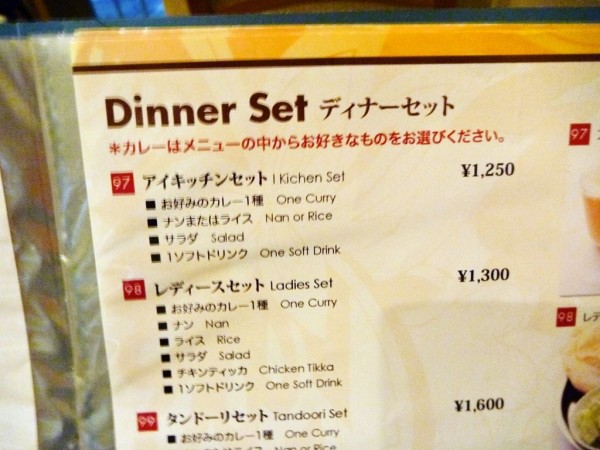 Dinner Set ディナーセット
*カレーはメニューの中からお好きなものをお選びください。
97 アイキッチンセット I Kichen Set ¥1,250
■ お好みのカレー1種 One Curry
■ ナンまたはライス Nan or Rice
■ サラダ Salad
■ 1ソフトドリンク One Soft Drink
98 レディースセット Ladies Set ¥1,300
■ お好みのカレー1種 One Curry
■ ナン Nan
■ ライス Rice
■ サラダ Salad
■ チキンティッカ Chicken Tikka
■ 1ソフトドリンク One Soft Drink
99 タンドーリセット Tandoori Set ¥1,600
■ お好みのカレー1種 One Curry
Nan or Rice
97
98 レデ